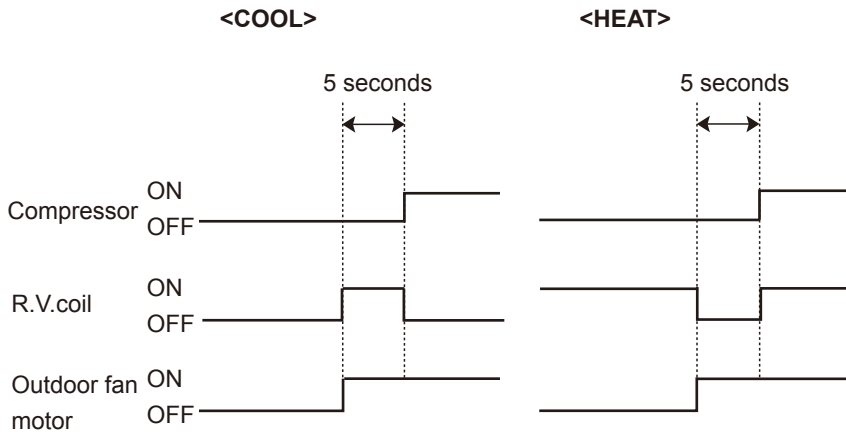 <COOL>
<HEAT>
5 seconds
5 seconds
Compressor
ON
OFF
R.V.coil
ON
OFF
Outdoor fan
motor
ON
OFF